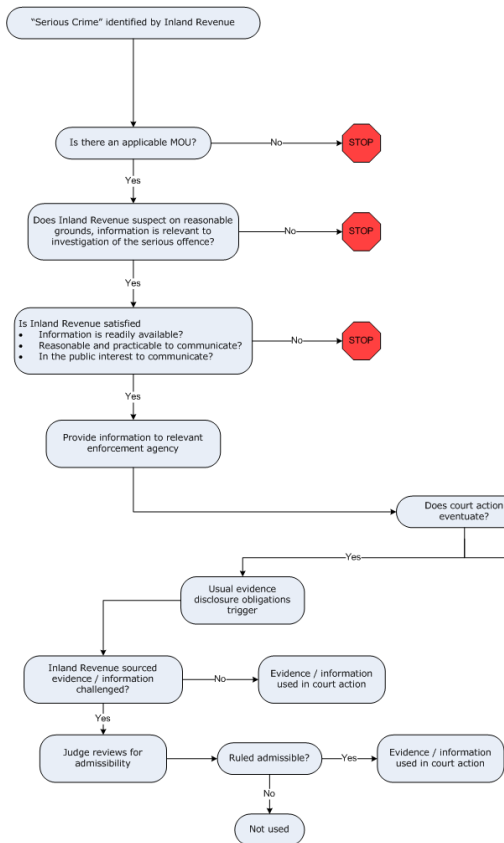 “Serious Crime” identified by Inland Revenue
Is there an applicable MOU?
No
STOP
Yes
Does Inland Revenue suspect on reasonable
grounds, information is relevant to
investigation of the serious offence?
No
STOP
Yes
Is Inland Revenue satisfied
• Information is readily available?
• Reasonable and practicable to communicate?
• In the public interest to communicate?
No
STOP
Yes
Provide information to relevant
enforcement agency
Does court action
eventuate?
Yes
Usual evidence
disclosure obligations
trigger
Inland Revenue sourced
evidence / information
challenged?
No
Evidence / information
used in court action
Yes
Judge reviews for
admissibility
Ruled admissible?
Yes
Evidence / information
used in court action
No
Not used